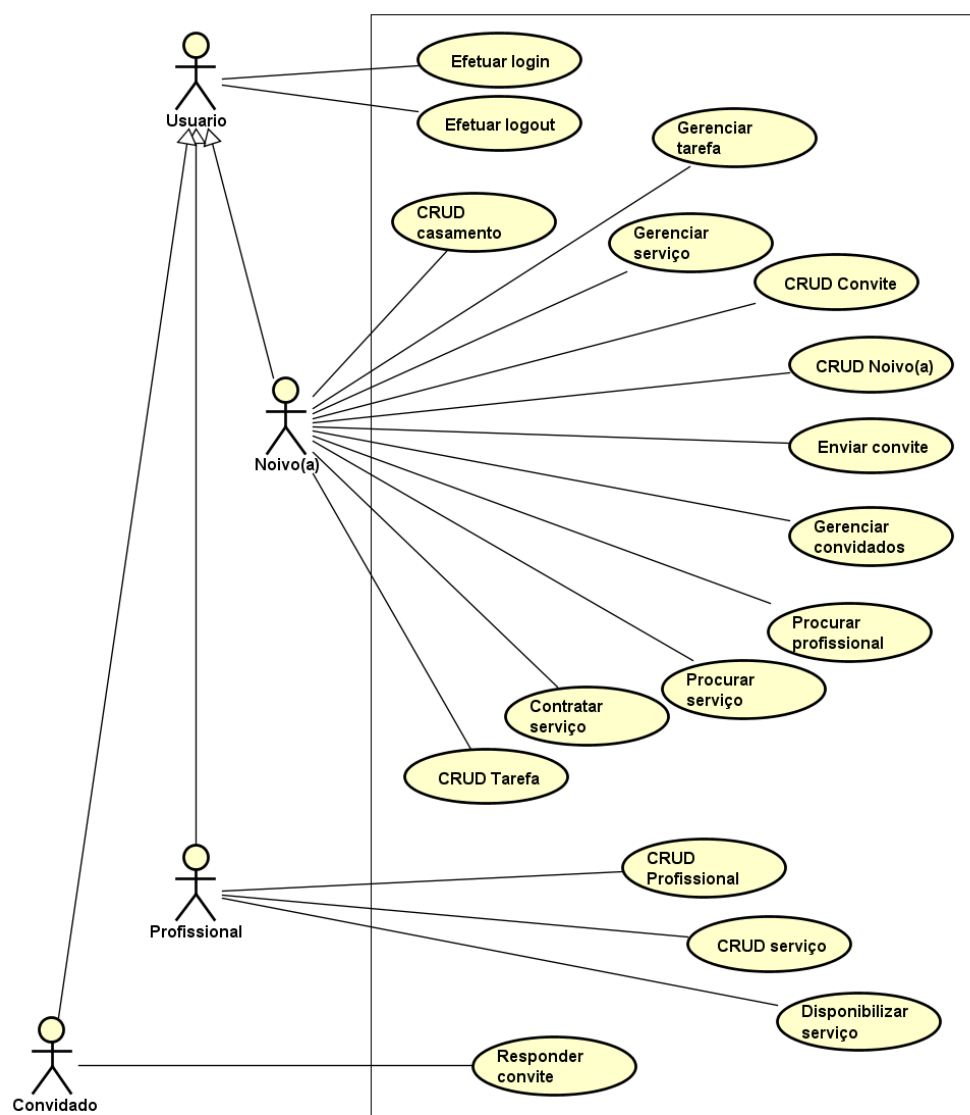 Efetuar login
Usuario
Efetuar logout
Gerenciar
tarefa
CRUD
casamento
Gerenciar
serviço
CRUD Convite
CRUD Noivo(a)
Noivo(a)
Enviar convite
Gerenciar
convidados
Procurar
profissional
Procurar
serviço
Contratar
serviço
CRUD Tarefa
CRUD
Profissional
Profissional
CRUD serviço
Disponibilizar
serviço
Responder
convite
Convidado